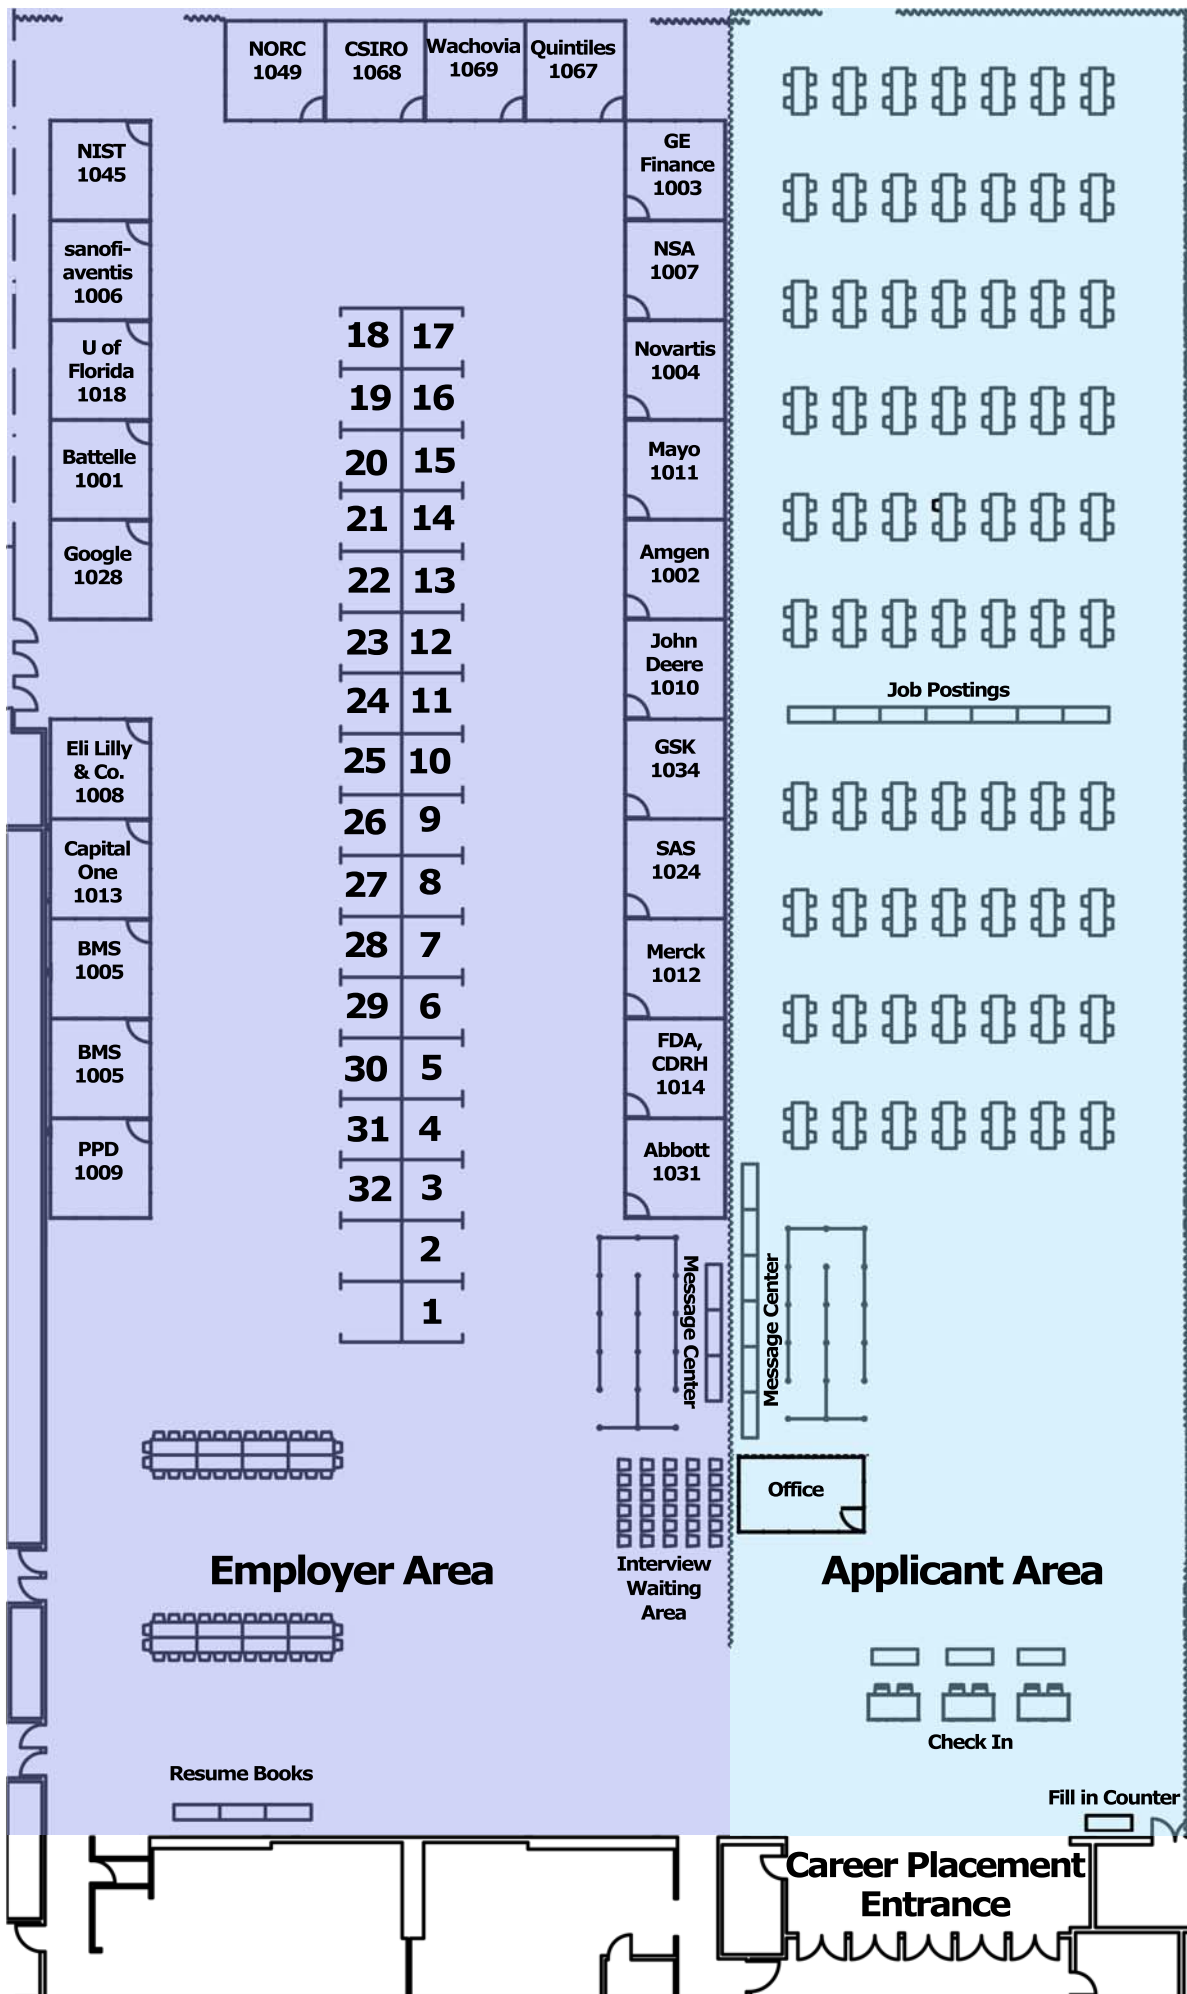 NORC
1049
CSIRO
1068
Wachovia
1069
Quintiles
1067
NIST
1045
sanofi-
aventis
1006
U of
Florida
1018
Battelle
1001
Google
1028
Eli Lilly
& Co.
1008
Capital
One
1013
BMS
1005
BMS
1005
PPD
1009
18 17
19 16
20 15
21 14
22 13
23 12
24 11
25 10
26 9
27 8
28 7
29 6
30 5
31 4
32 3
2
1
GE
Finance
1003
NSA
1007
Novartis
1004
Mayo
1011
Amgen
1002
John
Deere
1010
GSK
1034
SAS
1024
Merck
1012
FDA,
CDRH
1014
Abbott
1031
Job Postings
Message Center
Message Center
Office
Employer Area
Interview
Waiting
Area
Applicant Area
Check In
Resume Books
Fill in Counter
Career Placement
Entrance